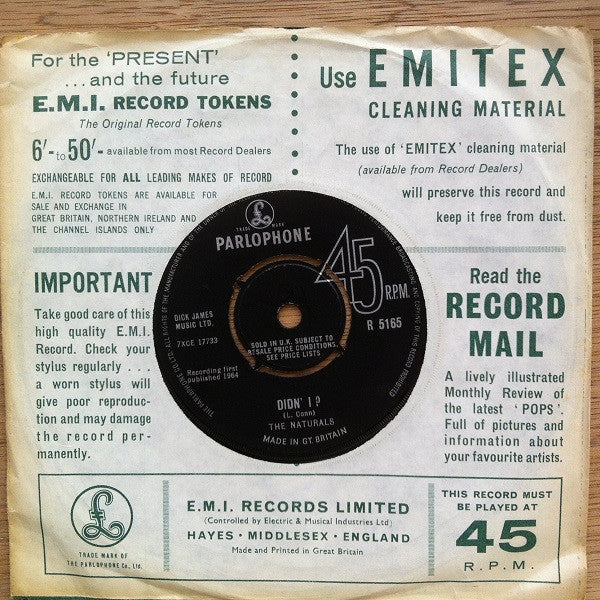 For the 'PRESENT'
...and the future
E.M.I. RECORD TOKENS
The Original Record Tokens
6/- to 50/- available from most Record Dealers
EXCHANGEABLE FOR ALL LEADING MAKES OF RECORD
E.M.I. RECORD TOKENS ARE AVAILABLE FOR
SALE AND EXCHANGE IN
GREAT BRITAIN, NORTHERN IRELAND AND
THE CHANNEL ISLANDS ONLY
Use EMITEX
CLEANING MATERIAL
The use of 'EMITEX' cleaning material
(available from Record Dealers)
will preserve this record and
keep it free from dust.
IMPORTANT
Take good care of this
high quality E.M.I.
Record. Check your
stylus regularly . . .
a worn stylus will
give poor reproduc-
tion and may damage
the record per-
manently.
£
TRADE MARK
PARLOPHONE
45
R.P.M.
R 5165
DICK JAMES
MUSIC LTD.
7XCE 17733
SOLD IN U.K. SUBJECT TO
RESALE PRICE CONDITIONS.
SEE PRICE LISTS
Recording first
published 1964
DIDN' I?
(L. Conn)
THE NATURALS
MADE IN GT. BRITAIN
Read the
RECORD
MAIL
A lively illustrated
Monthly Review of
the latest 'POPS'.
Full of pictures and
information about
your favourite artists.
£
TRADE MARK OF
THE PARLOPHONE Co., Ltd.
E.M.I. RECORDS LIMITED
(Controlled by Electric & Musical Industries Ltd)
HAYES • MIDDLESEX • ENGLAND
Made and Printed in Great Britain
THIS RECORD MUST
BE PLAYED AT
45
R.P.M.